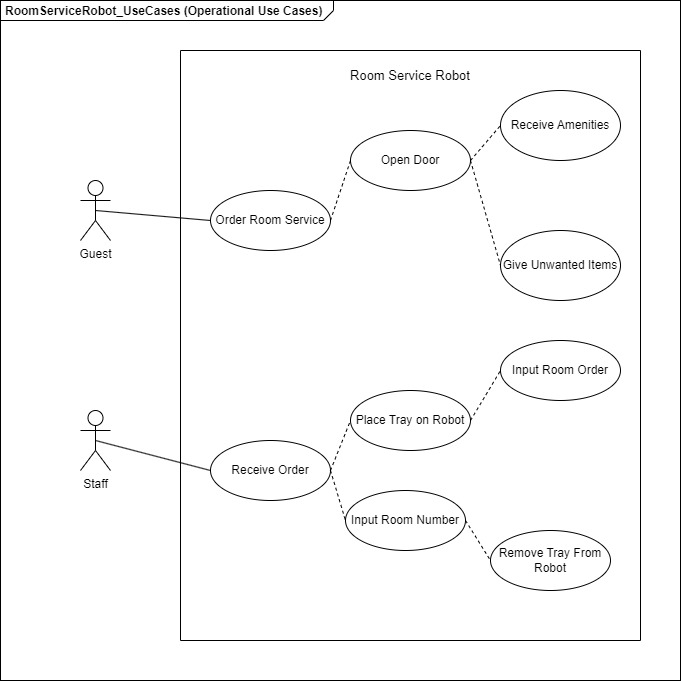 RoomServiceRobot_UseCases (Operational Use Cases)
Room Service Robot
Receive Amenities
Open Door
Order Room Service
Guest
Give Unwanted Items
Input Room Order
Place Tray on Robot
Receive Order
Staff
Input Room Number
Remove Tray From
Robot